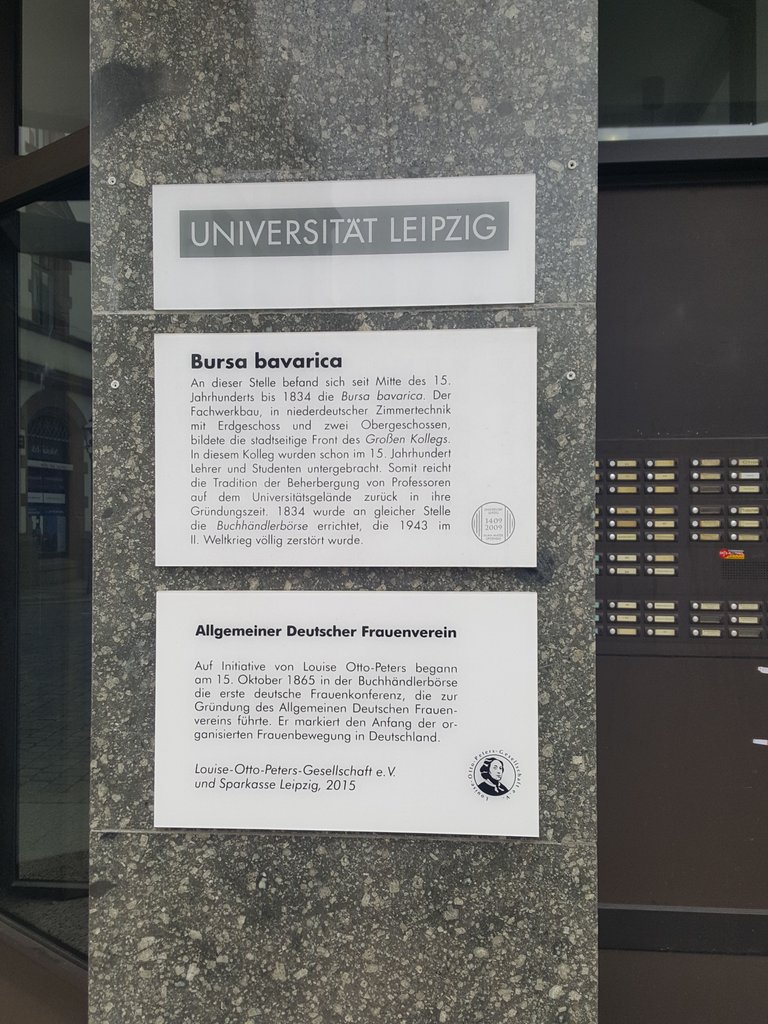 UNIVERSITÄT LEIPZIG
Bursa bavarica
An dieser Stelle befand sich seit Mitte des 15.
Jahrhunderts bis 1834 die Bursa bavarica. Der
Fachwerkbau, in niederdeutscher Zimmertechnik
mit Erdgeschoss und zwei Obergeschossen,
bildete die stadtseitige Front des Großen Kollegs.
In diesem Kolleg wurden schon im 15. Jahrhundert
Lehrer und Studenten untergebracht. Somit reicht
die Tradition der Beherbergung von Professoren
auf dem Universitätsgelände zurück in ihre
Gründungszeit. 1834 wurde an gleicher Stelle
die Buchhändlerbörse errichtet, die 1943 im
II. Weltkrieg völlig zerstört wurde.
1409
2009
Allgemeiner Deutscher Frauenverein
Auf Initiative von Louise Otto-Peters begann
am 15. Oktober 1865 in der Buchhändlerbörse
die erste deutsche Frauenkonferenz, die zur
Gründung des Allgemeinen Deutschen Frauen-
vereins führte. Er markiert den Anfang der or-
ganisierten Frauenbewegung in Deutschland.
Louise-Otto-Peters-Gesellschaft e.V.
und Sparkasse Leipzig, 2015
Louise-Otto-Peters-Gesellschaft e.V.